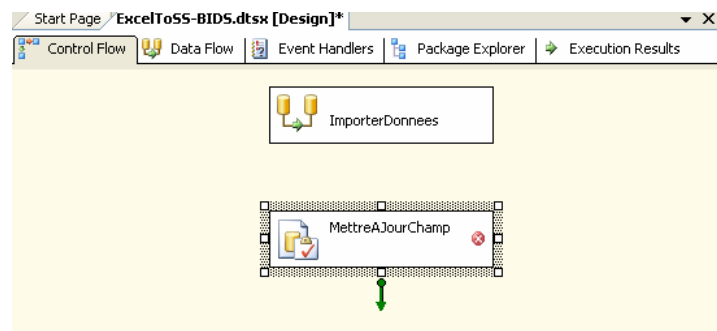 Start Page ExcelToSS-BIDS.dtsx [Design]*
Control Flow Data Flow Event Handlers Package Explorer Execution Results
ImporterDonnees
MettreAJourChamp